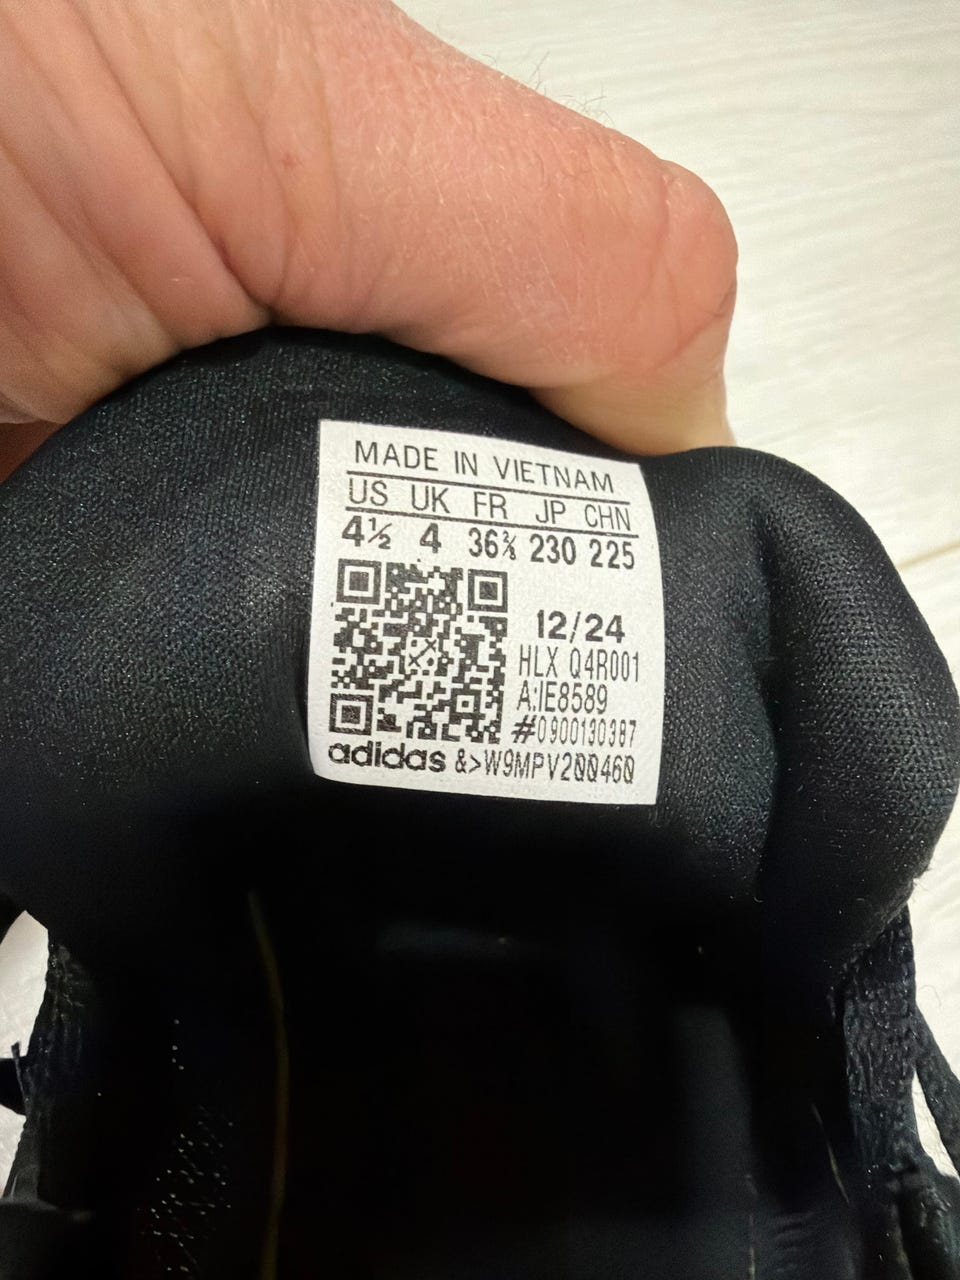 MADE IN VIETNAM
US UK FR JP CHN
4½ 4 36⅔ 230 225
12/24
HLX Q4R001
A:IE8589
#0900130387
adidas &>W9MPV200460